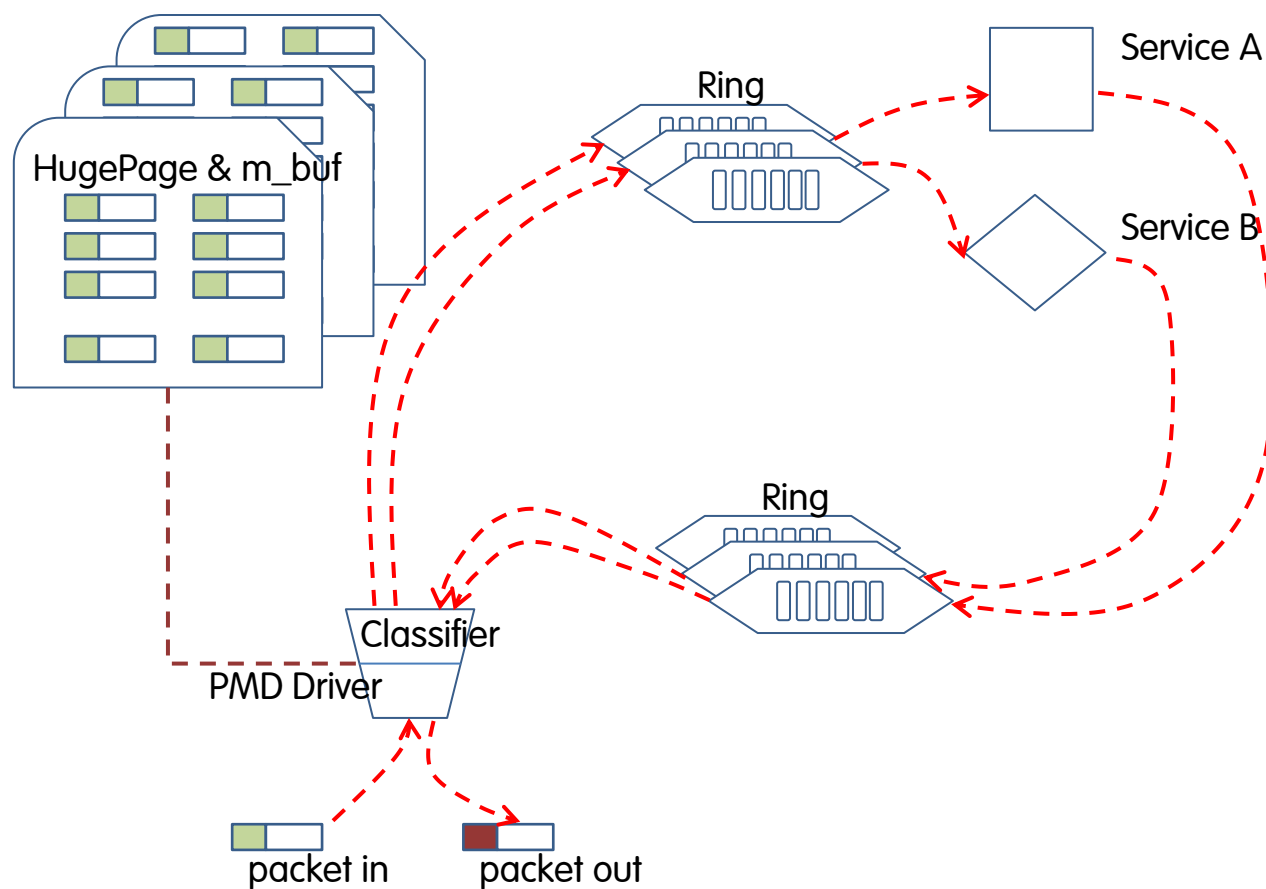 Service A
Ring
HugePage & m_buf
Service B
Ring
Classifier
PMD Driver
packet in
packet out